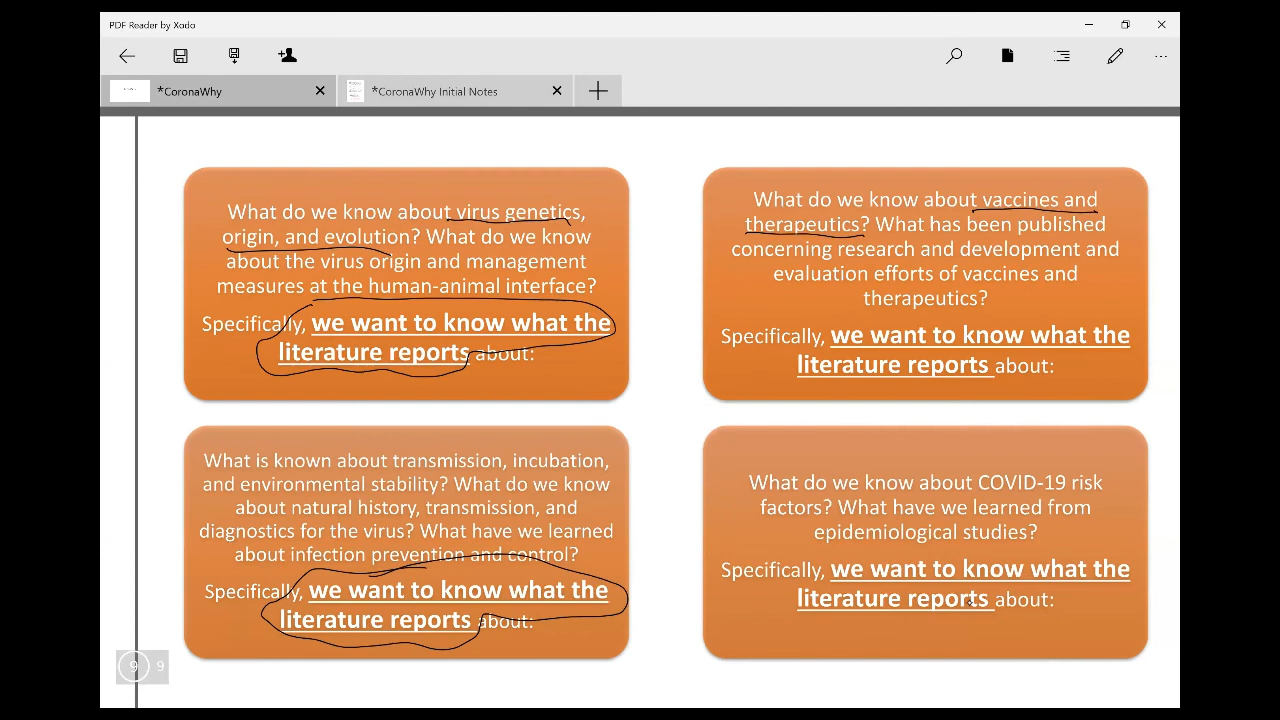 PDF Reader by Xodo
*CoronaWhy
*CoronaWhy Initial Notes
What do we know about virus genetics,
origin, and evolution? What do we know
about the virus origin and management
measures at the human-animal interface?
Specifically, we want to know what the
literature reports about:
What do we know about vaccines and
therapeutics? What has been published
concerning research and development and
evaluation efforts of vaccines and
therapeutics?
Specifically, we want to know what the
literature reports about:
What is known about transmission, incubation,
and environmental stability? What do we know
about natural history, transmission, and
diagnostics for the virus? What have we learned
about infection prevention and control?
Specifically, we want to know what the
literature reports about:
What do we know about COVID-19 risk
factors? What have we learned from
epidemiological studies?
Specifically, we want to know what the
literature reports about:
9 9